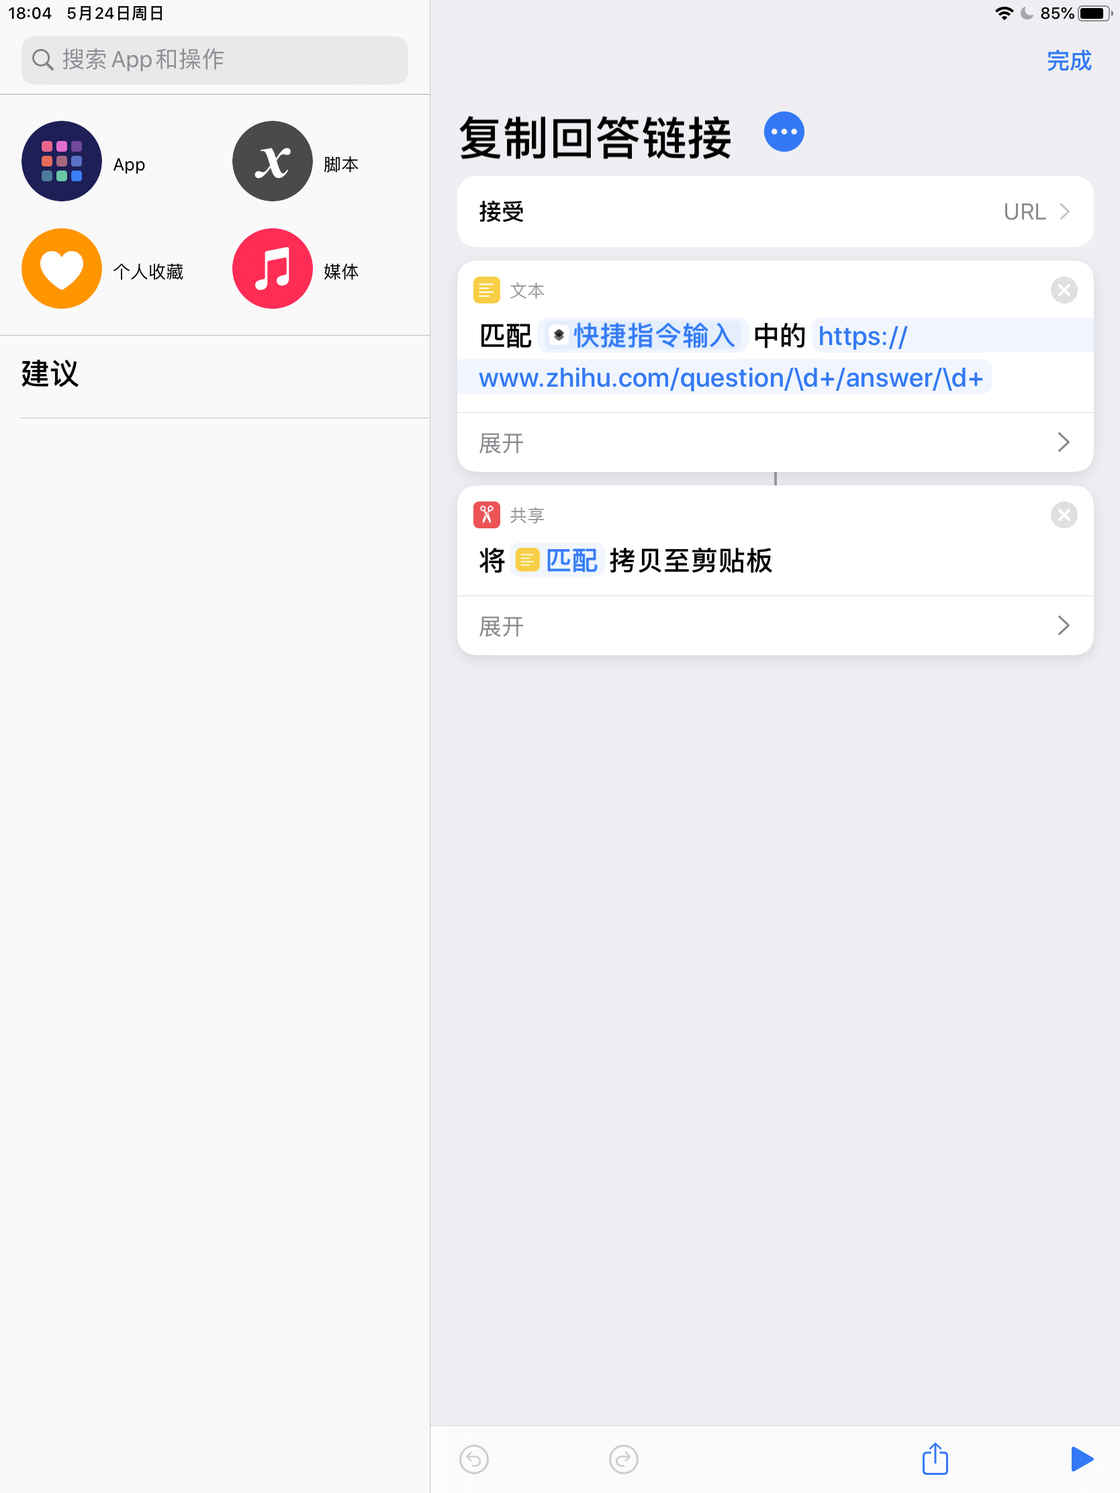 18:04 5月24日周日
85%
搜索 App 和操作
App
脚本
个人收藏
媒体
建议
完成
复制回答链接
接受
URL
文本
匹配 快捷指令输入 中的 https://
www.zhihu.com/question/\d+/answer/\d+
展开
共享
将 匹配 拷贝至剪贴板
展开